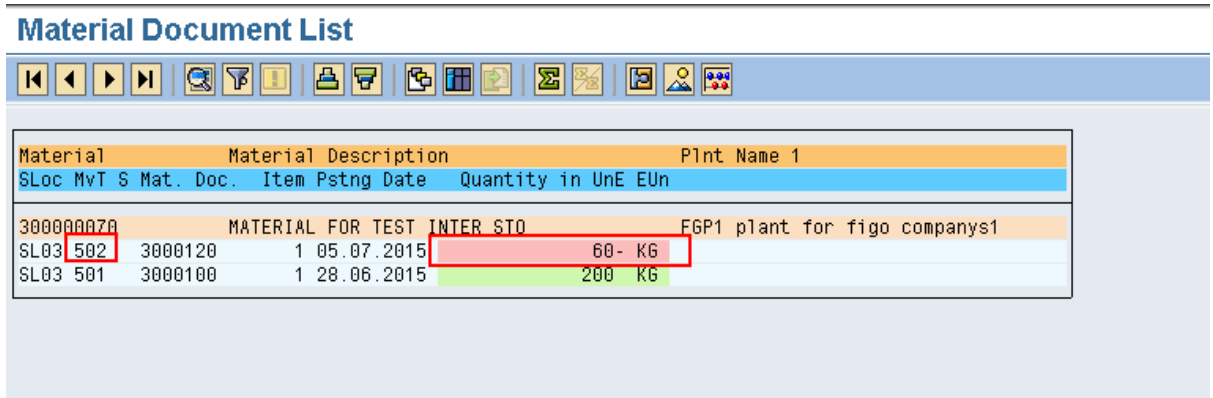 Material Document List
Material Material Description Plnt Name 1
SLoc MvT S Mat. Doc. Item Pstng Date Quantity in UnE EUn
300000070 MATERIAL FOR TEST INTER STO FGP1 plant for figo companys1
SL03 502 3000120 1 05.07.2015 60- KG
SL03 501 3000100 1 28.06.2015 200 KG